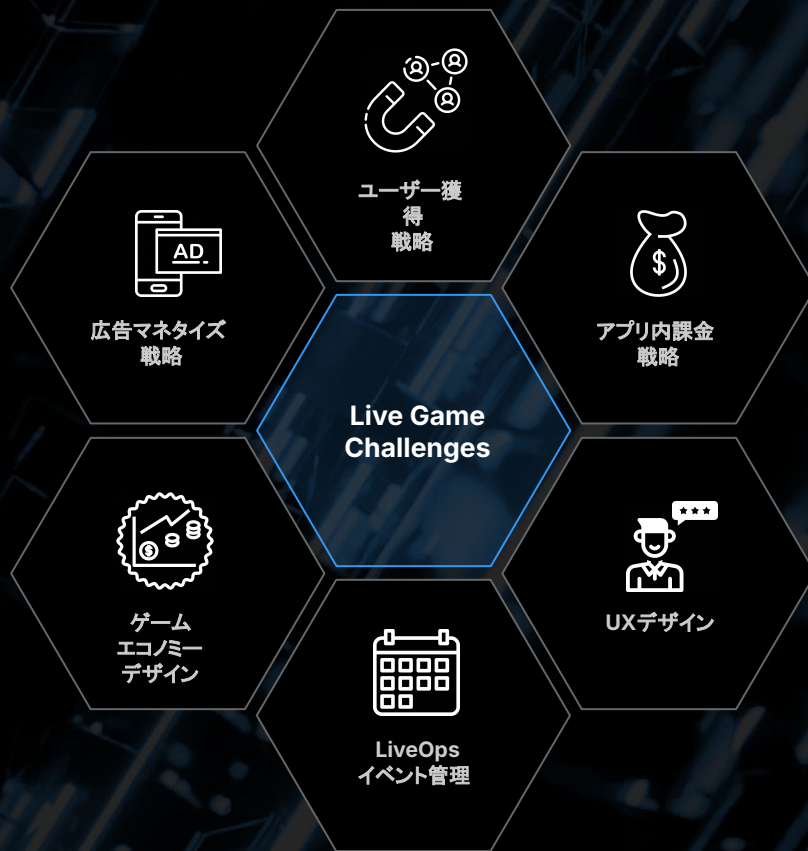 ユーザー獲
得
戦略
AD
広告マネタイズ
戦略
$
アプリ内課金
戦略
Live Game
Challenges
$
ゲーム
エコノミー
デザイン
UXデザイン
LiveOps
イベント管理